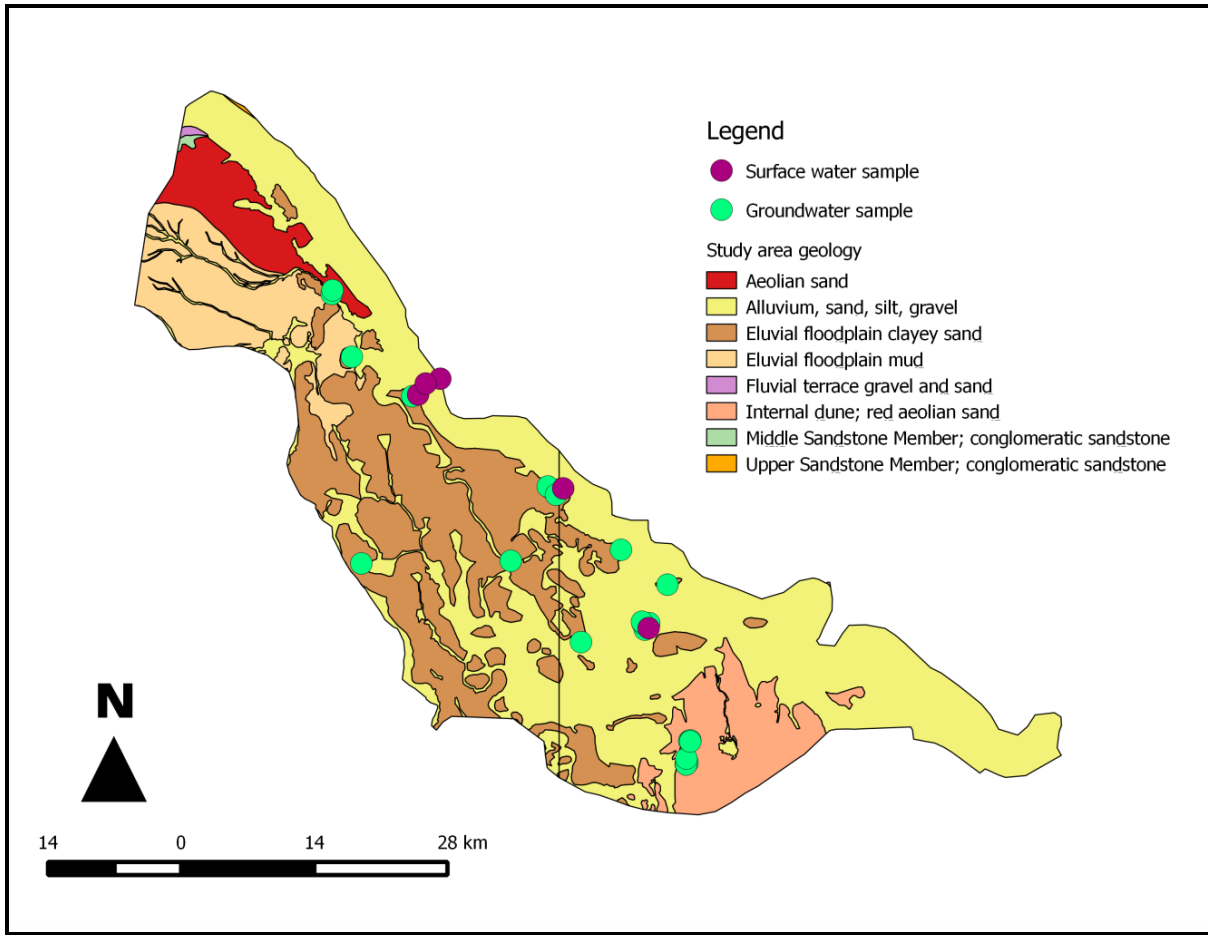 Legend
Surface water sample
Groundwater sample
Study area geology
Aeolian sand
Alluvium, sand, silt, gravel
Eluvial floodplain clayey sand
Eluvial floodplain mud
Fluvial terrace gravel and sand
Internal dune; red aeolian sand
Middle Sandstone Member; conglomeratic sandstone
Upper Sandstone Member; conglomeratic sandstone
N
14 0 14 28 km